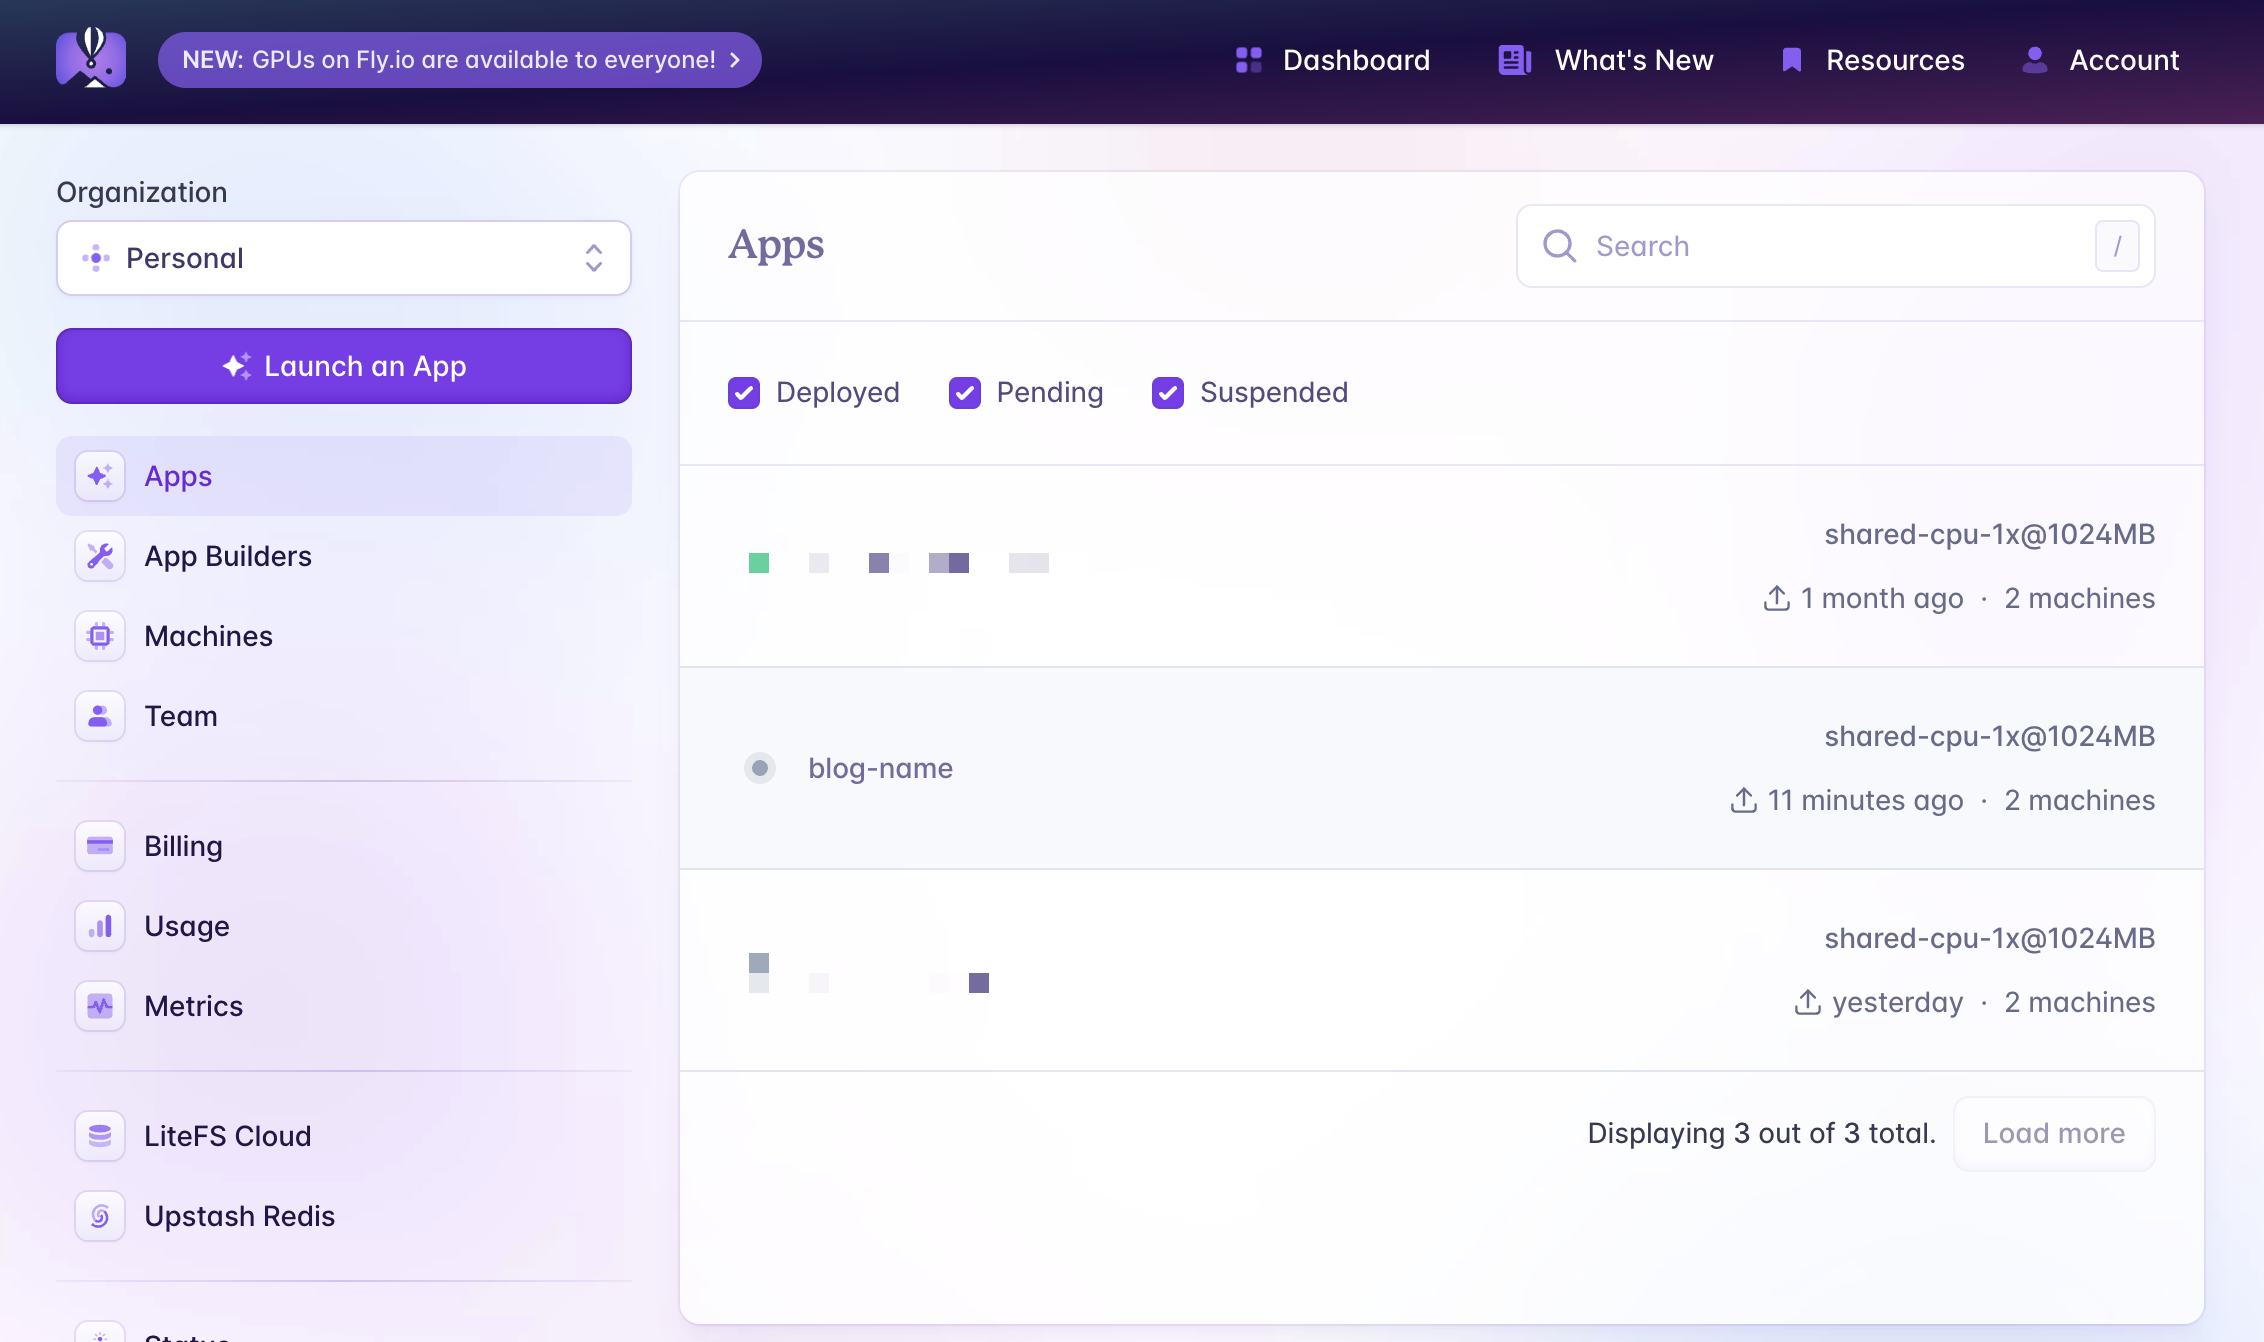 NEW: GPUs on Fly.io are available to everyone!
Dashboard
What's New
Resources
Account
Organization
Personal
Launch an App
Apps
App Builders
Machines
Team
Billing
Usage
Metrics
LiteFS Cloud
Upstash Redis
Apps
Search
/
Deployed
Pending
Suspended
shared-cpu-1x@1024MB
1 month ago · 2 machines
blog-name
shared-cpu-1x@1024MB
11 minutes ago · 2 machines
shared-cpu-1x@1024MB
yesterday · 2 machines
Displaying 3 out of 3 total.
Load more